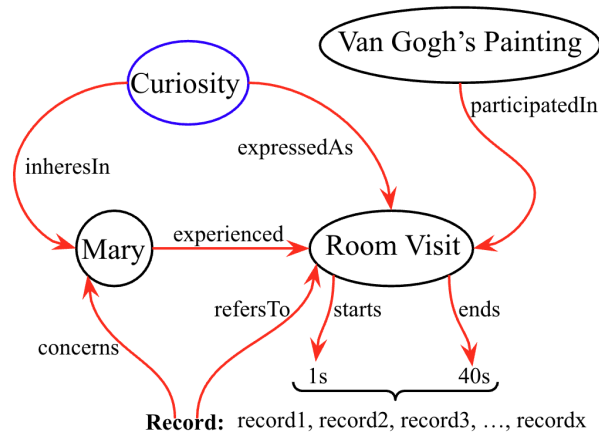 Van Gogh's Painting
Curiosity
participatedIn
expressedAs
inheresIn
Mary
experienced
Room Visit
refersTo
starts
ends
concerns
1s
40s
Record: record1, record2, record3, ..., recordx